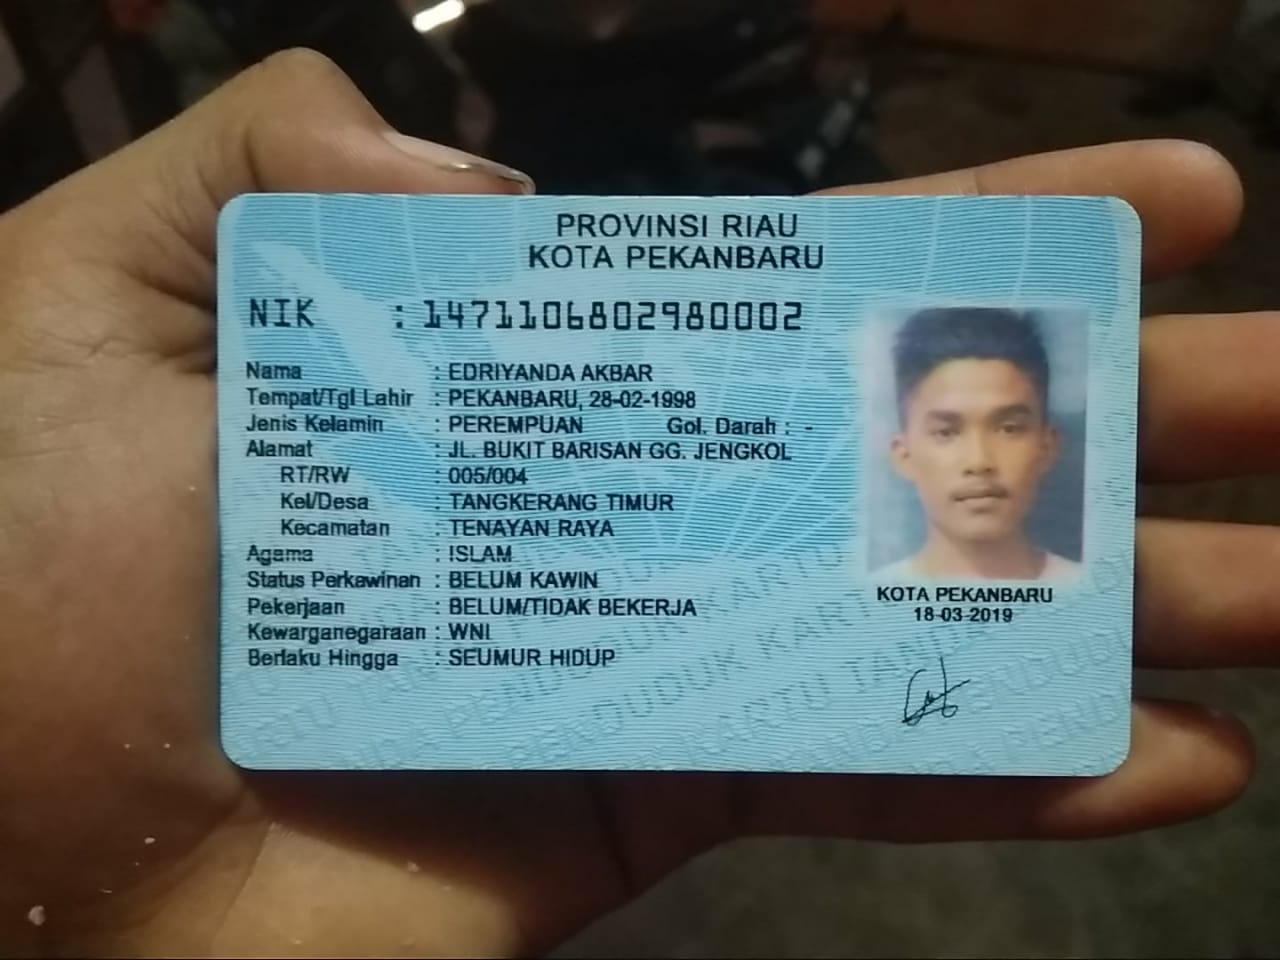 PROVINSI RIAU
KOTA PEKANBARU
NIK : 1471106802980002
Nama : EDRIYANDA AKBAR
Tempat/Tgl Lahir : PEKANBARU, 28-02-1998
Jenis Kelamin : PEREMPUAN Gol. Darah : -
Alamat : JL. BUKIT BARISAN GG. JENGKOL
RT/RW : 005/004
Kel/Desa : TANGKERANG TIMUR
Kecamatan : TENAYAN RAYA
Agama : ISLAM
Status Perkawinan : BELUM KAWIN
Pekerjaan : BELUM/TIDAK BEKERJA
Kewarganegaraan : WNI
Berlaku Hingga : SEUMUR HIDUP
KOTA PEKANBARU
18-03-2019